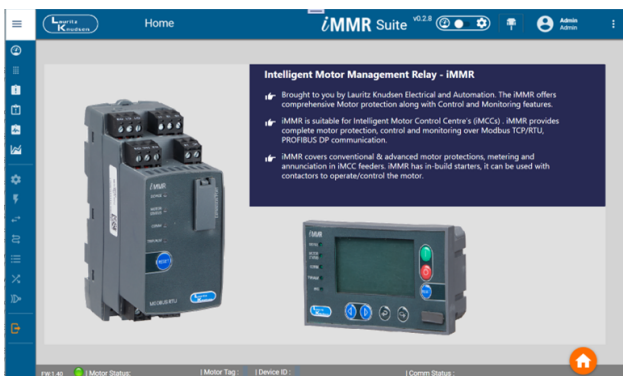 Lauritz Knudsen
Home
iMMR Suite v0.2.8
Admin
Admin
Intelligent Motor Management Relay - iMMR
Brought to you by Lauritz Knudsen Electrical and Automation. The iMMR offers
comprehensive Motor protection along with Control and Monitoring features.
iMMR is suitable for Intelligent Motor Control Centre's (iMCCs) . iMMR provides
complete motor protection, control and monitoring over Modbus TCP/RTU,
PROFIBUS DP communication.
iMMR covers conventional & advanced motor protections, metering and
annunciation in iMCC feeders. iMMR has in-build starters, it can be used with
contactors to operate/control the motor.
iMMR
RESET
MODBUS RTU
iMMR
FW:1.40 | Motor Status: | Motor Tag : | Device ID : | Comm Status :